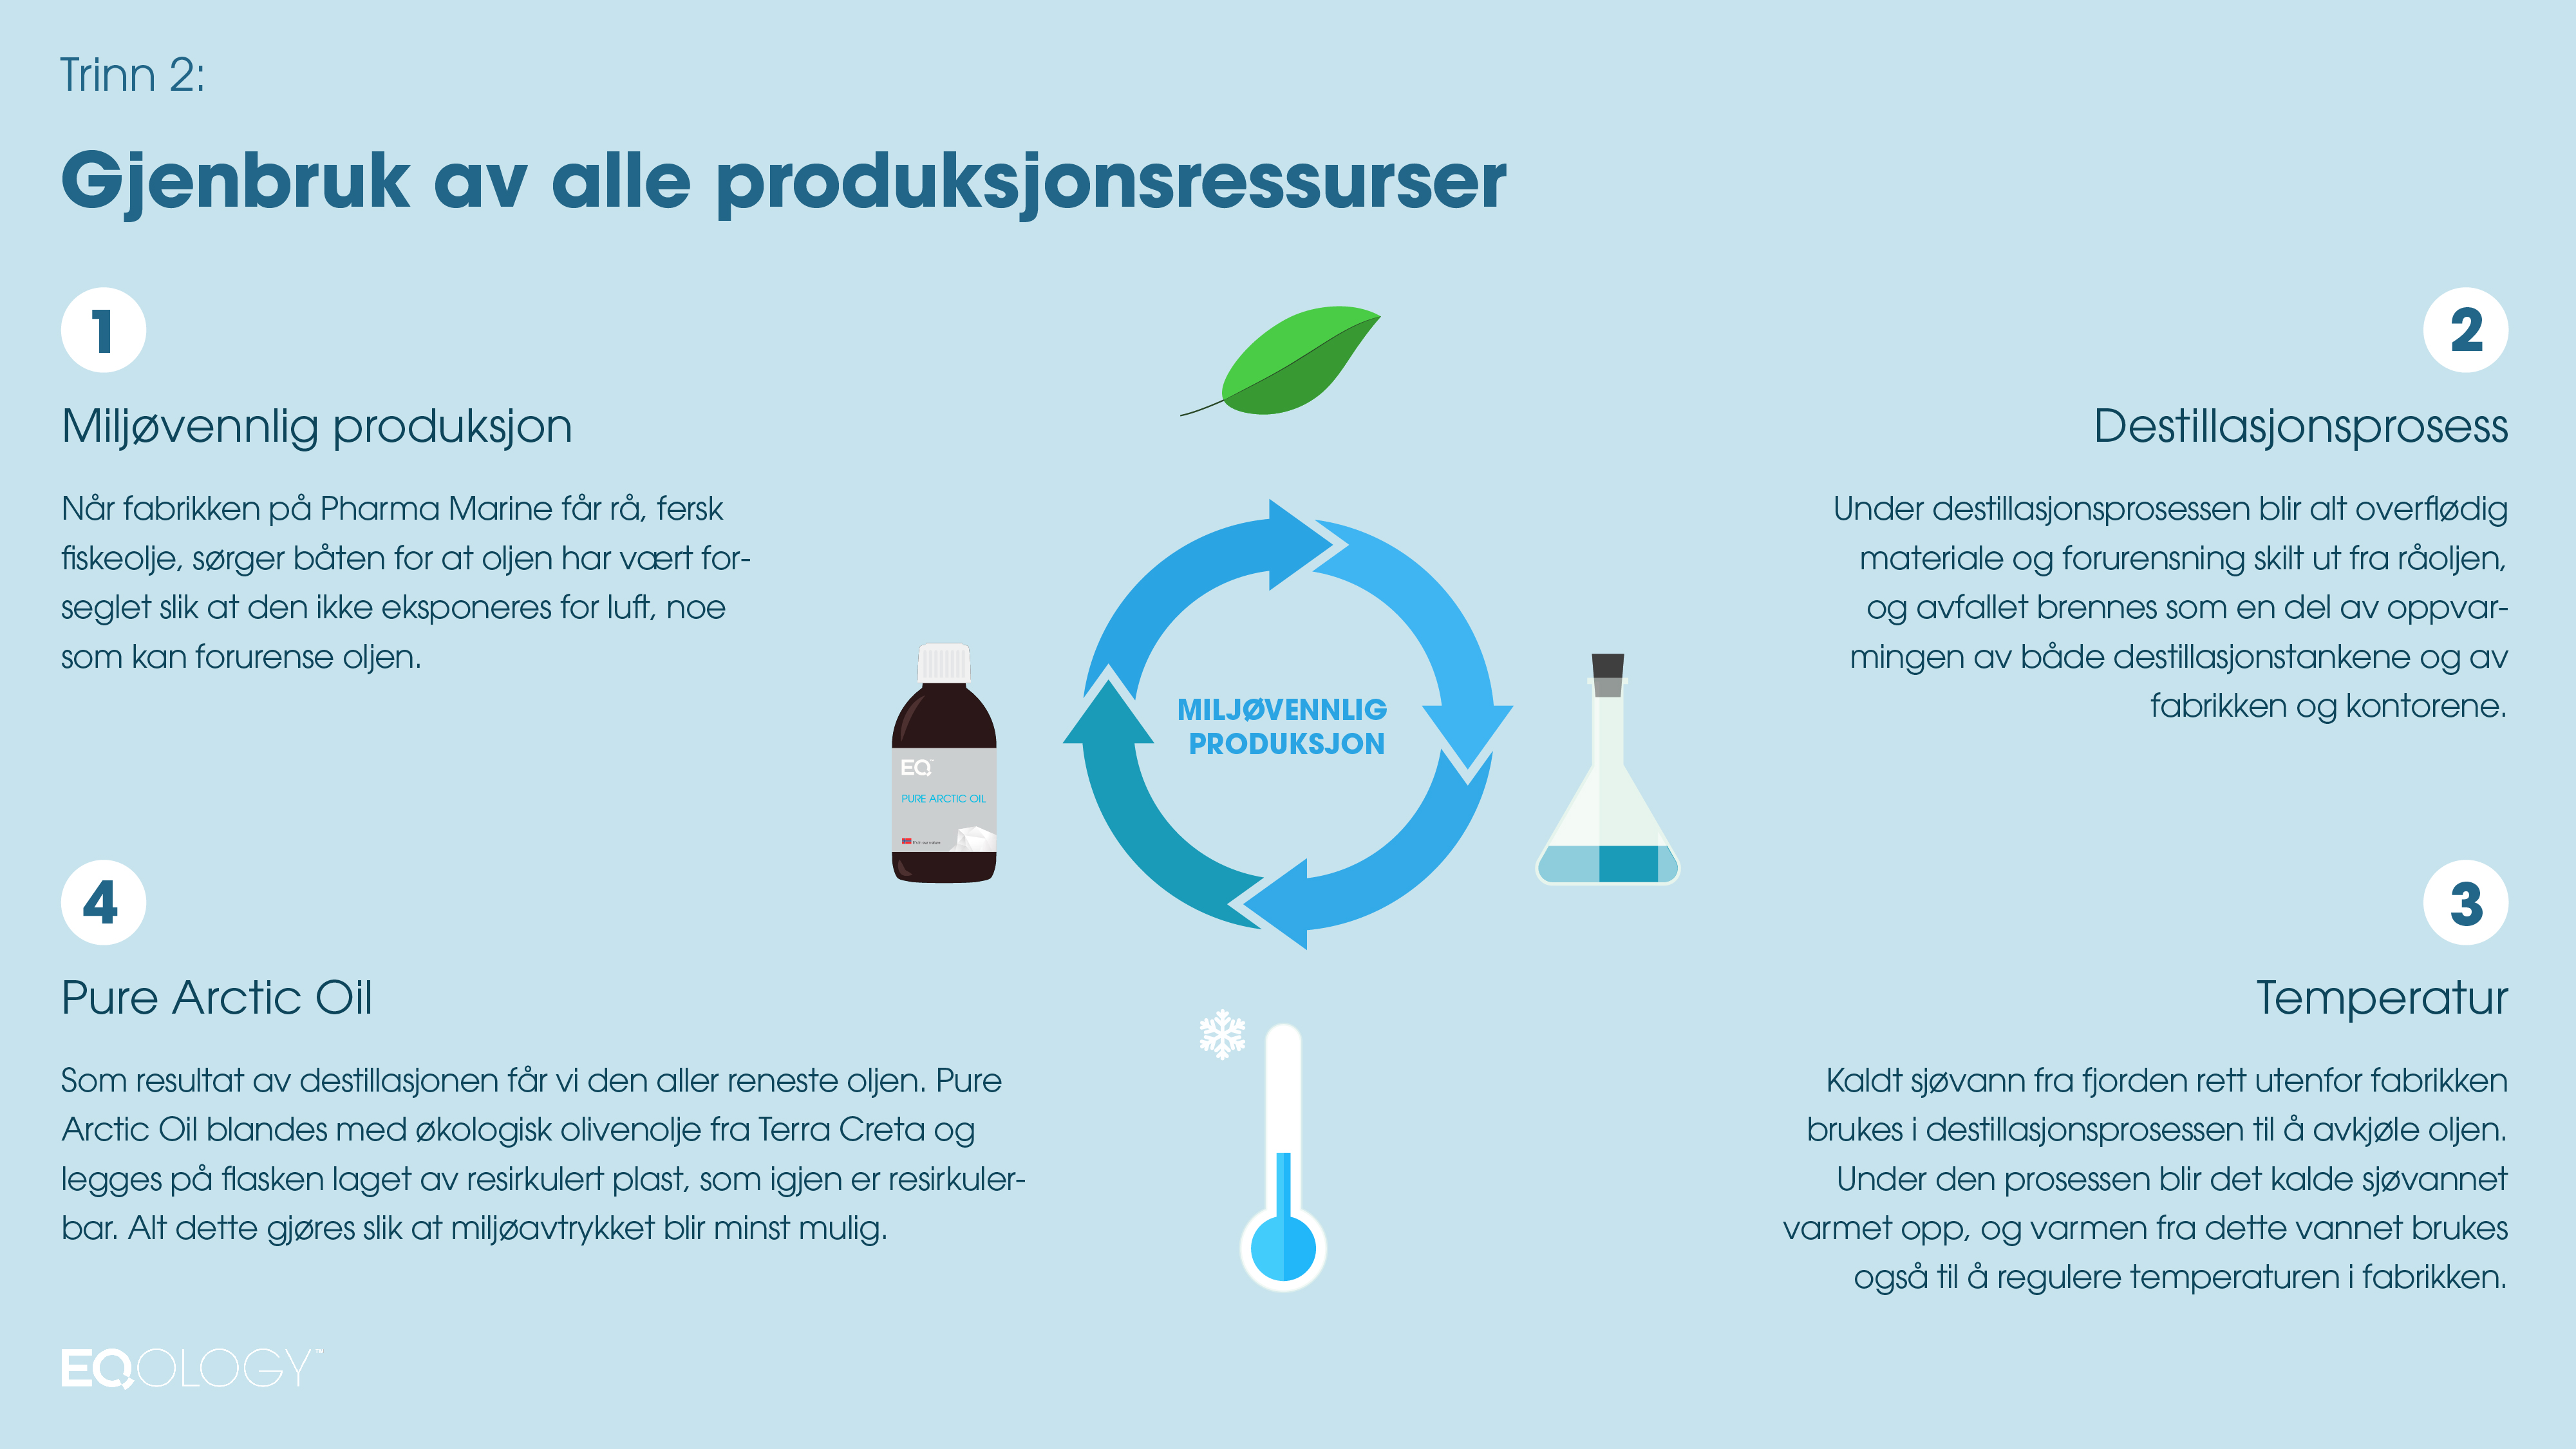 Trinn 2:
Gjenbruk av alle produksjonsressurser
1
Miljøvennlig produksjon
Når fabrikken på Pharma Marine får rå, fersk
fiskeolje, sørger båten for at oljen har vært for-
seglet slik at den ikke eksponeres for luft, noe
som kan forurense oljen.
2
Destillasjonsprosess
Under destillasjonsprosessen blir alt overflødig
materiale og forurensning skilt ut fra råoljen,
og avfallet brennes som en del av oppvar-
mingen av både destillasjonstankene og av
fabrikken og kontorene.
MILJØVENNLIG
PRODUKSJON
EQ™
PURE ARCTIC OIL
3
Temperatur
Kaldt sjøvann fra fjorden rett utenfor fabrikken
brukes i destillasjonsprosessen til å avkjøle oljen.
Under den prosessen blir det kalde sjøvannet
varmet opp, og varmen fra dette vannet brukes
også til å regulere temperaturen i fabrikken.
4
Pure Arctic Oil
Som resultat av destillasjonen får vi den aller reneste oljen. Pure
Arctic Oil blandes med økologisk olivenolje fra Terra Creta og
legges på flasken laget av resirkulert plast, som igjen er resirkuler-
bar. Alt dette gjøres slik at miljøavtrykket blir minst mulig.
EQOLOGY™